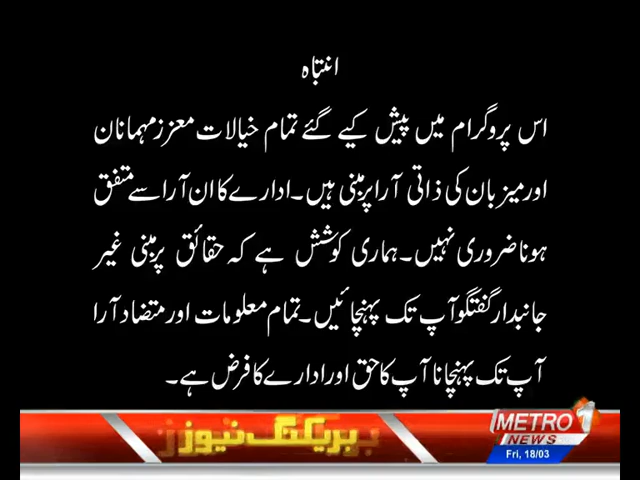 انتباہ
اس پروگرام میں پیش کیے گئے تمام خیالات معزز مہمانان
اور میزبان کی ذاتی آرا پر مبنی ہیں۔ ادارے کا ان آرا سے متفق
ہونا ضروری نہیں۔ ہماری کوشش ہے کہ حقائق پر مبنی غیر
جانبدار گفتگو آپ تک پہنچائیں۔ تمام معلومات اور متضاد آرا
آپ تک پہنچانا آپ کا حق اور ادارے کا فرض ہے۔
بریکنگ نیوز
METRO 1
NEWS
Fri, 18/03